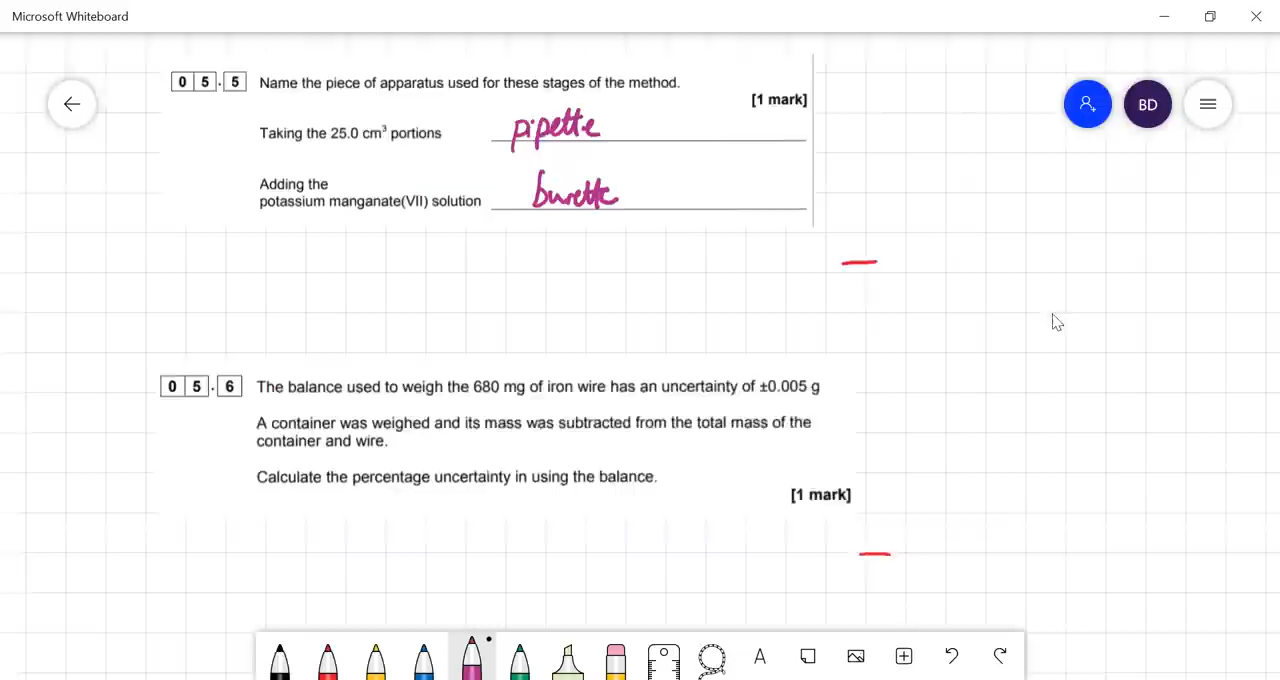 Microsoft Whiteboard
0 5 . 5 Name the piece of apparatus used for these stages of the method.
[1 mark]
Taking the 25.0 cm³ portions pipette
Adding the
potassium manganate(VII) solution burette
BD
0 5 . 6 The balance used to weigh the 680 mg of iron wire has an uncertainty of ±0.005 g
A container was weighed and its mass was subtracted from the total mass of the
container and wire.
Calculate the percentage uncertainty in using the balance.
[1 mark]